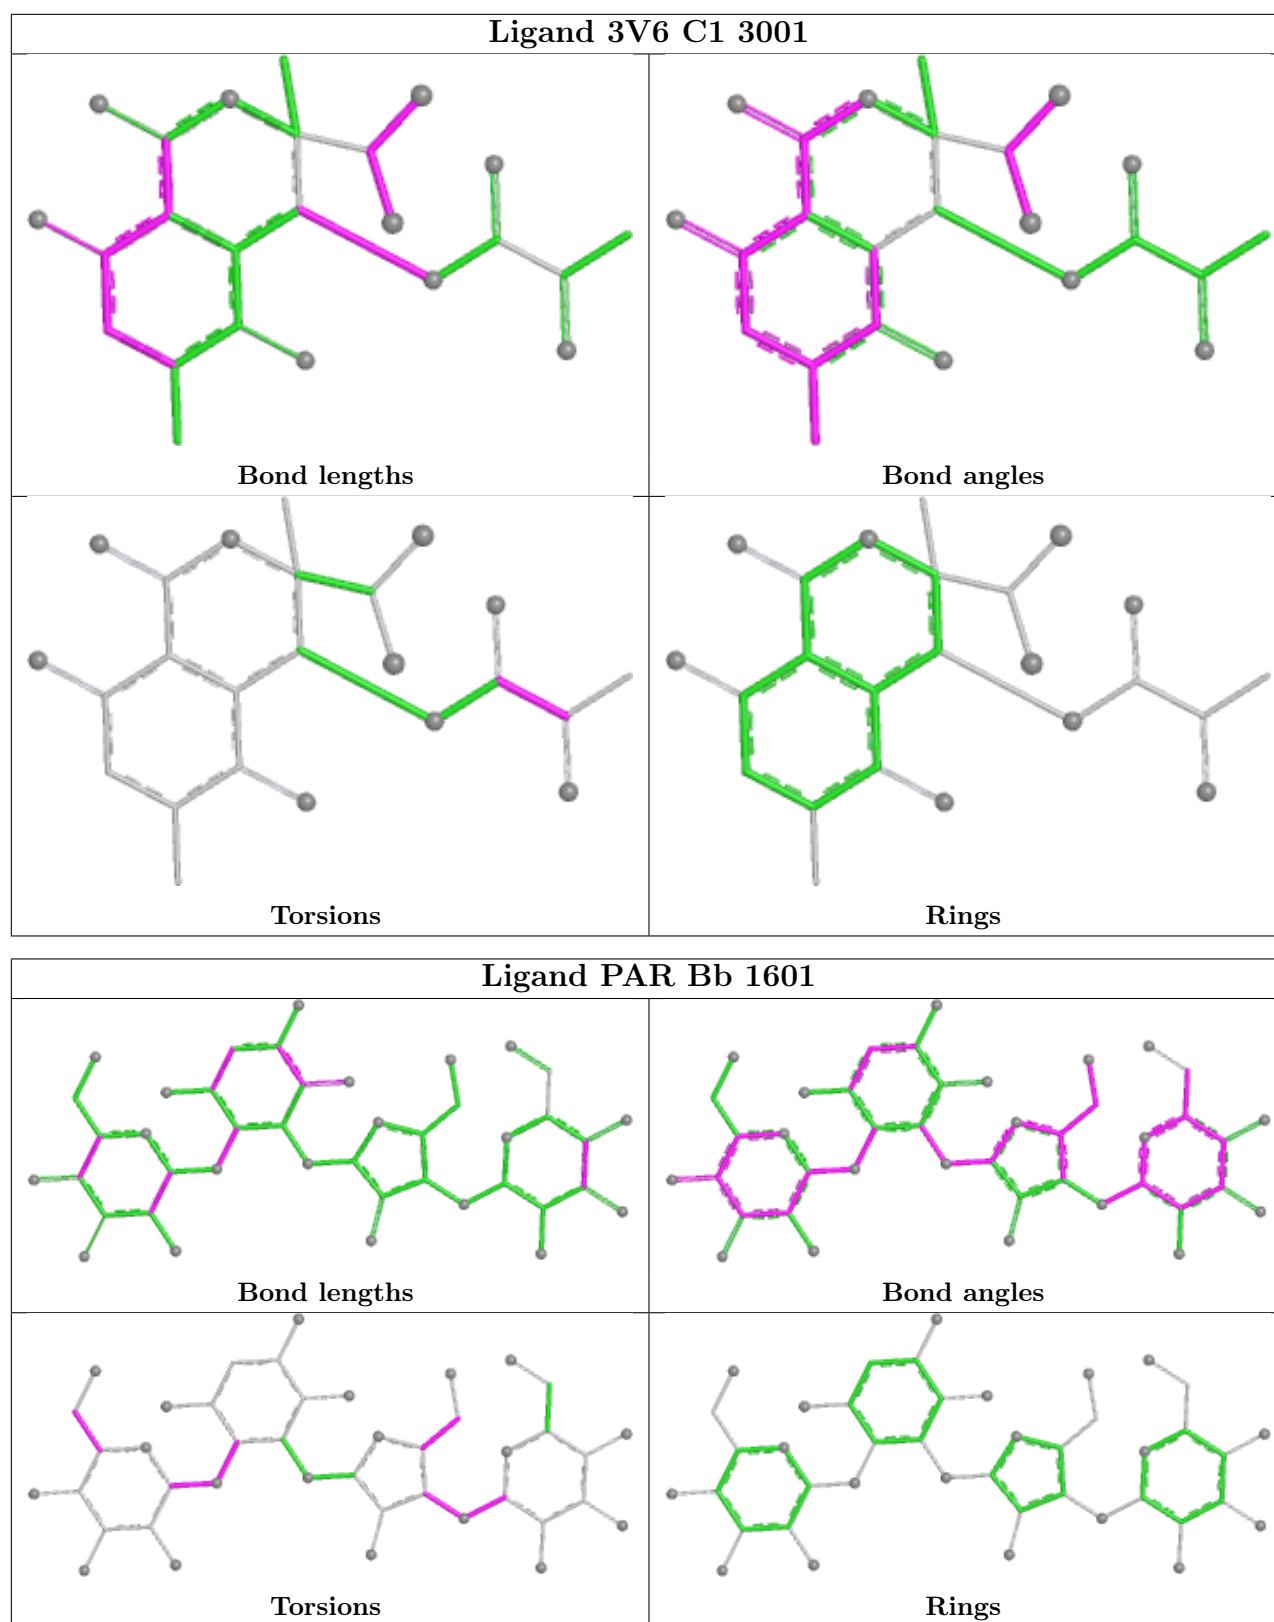 Ligand 3V6 C1 3001
Bond lengths
Bond angles
Torsions
Rings
Ligand PAR Bb 1601
Bond lengths
Bond angles
Torsions
Rings